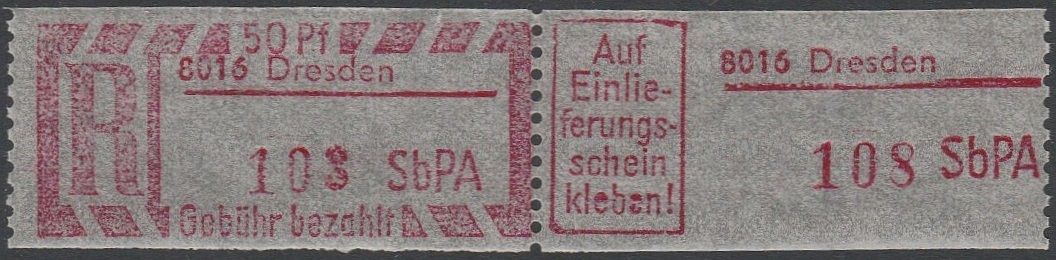 50 Pf
R
8016 Dresden
108 SbPA
Gebühr bezahlt
Auf
Einlie-
ferungs-
schein
kleben!
8016 Dresden
108 SbPA